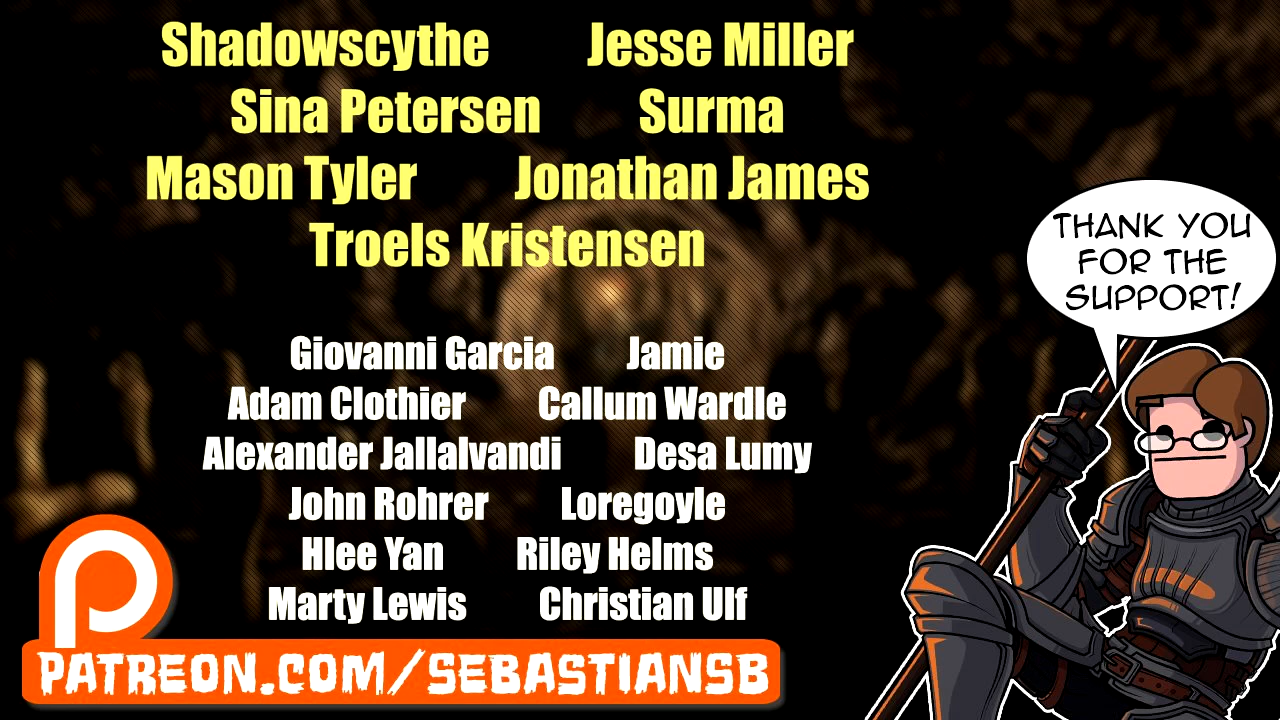 Shadowscythe Jesse Miller
Sina Petersen Surma
Mason Tyler Jonathan James
Troels Kristensen
THANK YOU
FOR THE
SUPPORT!
Giovanni Garcia Jamie
Adam Clothier Callum Wardle
Alexander Jallalvandi Desa Lumy
John Rohrer Loregoyle
Hlee Yan Riley Helms
Marty Lewis Christian Ulf
PATREON.COM/SEBASTIANSB